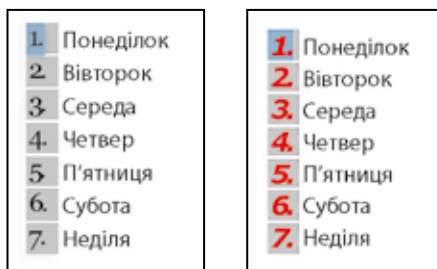 1. Понеділок
2. Вівторок
3. Середа
4. Четвер
5. П'ятниця
6. Субота
7. Неділя
1. Понеділок
2. Вівторок
3. Середа
4. Четвер
5. П'ятниця
6. Субота
7. Неділя